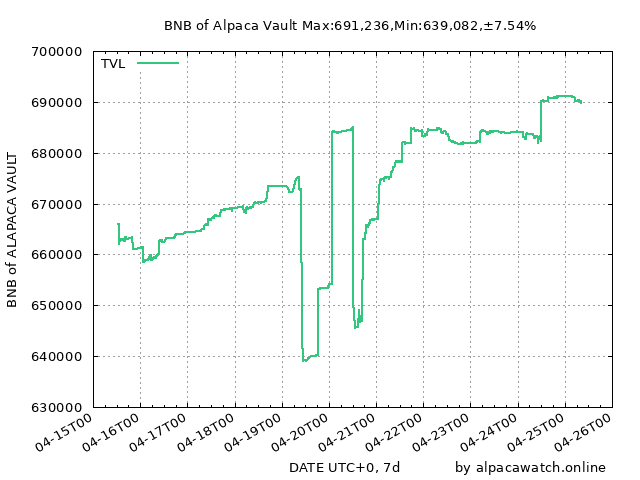 BNB of Alpaca Vault Max:691,236,Min:639,082,±7.54%
TVL
700000
690000
680000
670000
660000
650000
640000
630000
BNB of ALAPACA VAULT
04-15T00
04-16T00
04-17T00
04-18T00
04-19T00
04-20T00
04-21T00
04-22T00
04-23T00
04-24T00
04-25T00
04-26T00
DATE UTC+0, 7d
by alpacawatch.online